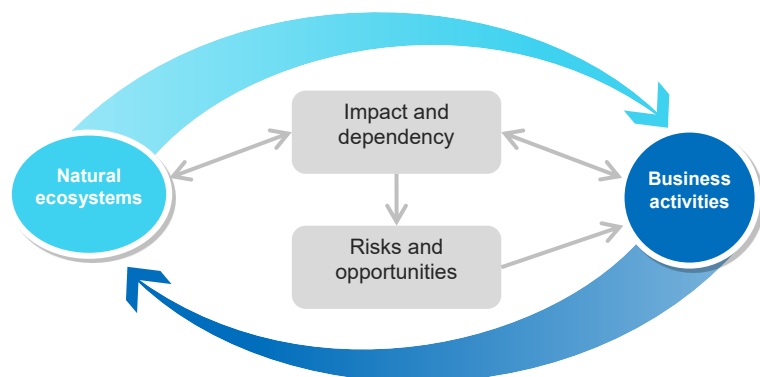 Impact and
dependency
Natural
ecosystems
Business
activities
Risks and
opportunities